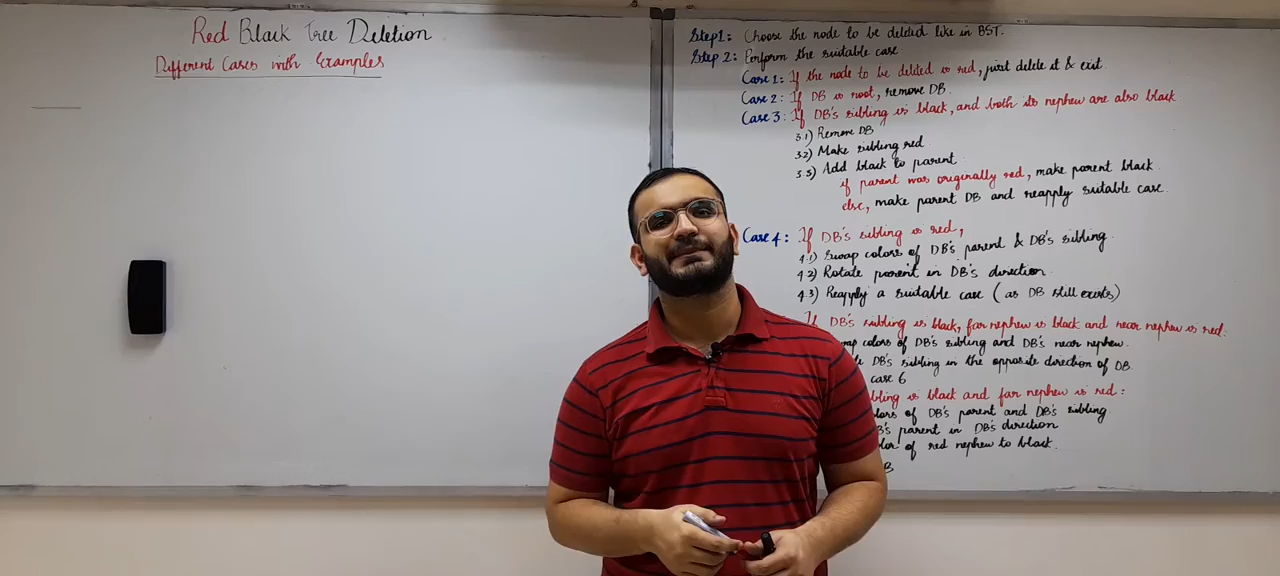 Red Black Tree Deletion
Different Cases with Examples
Step1: Choose the node to be deleted like in BST.
Step 2: Perform the suitable case
Case 1: If the node to be deleted is red, just delete it & exit
Case 2: If DB is root, remove DB.
Case 3: If DB's sibling is black, and both its nephew are also black
3.1) Remove DB
3.2) Make sibling red
3.3) Add black to parent.
if parent was originally red, make parent black
else, make parent DB and reapply suitable case.
Case 4: If DB's sibling is red,
4.1) Swap colors of DB's parent & DB's sibling
4.2) Rotate parent in DB's direction
4.3) Reapply a suitable case (as DB still exists)
If DB's sibling is black, far nephew is black and near nephew is red.
colors of DB's sibling and DB's near nephew.
DB's sibling in the opposite direction of DB.
case 6
is black and far nephew is red:
of DB's parent and DB's sibling
parent in DB's direction
of red nephew to black